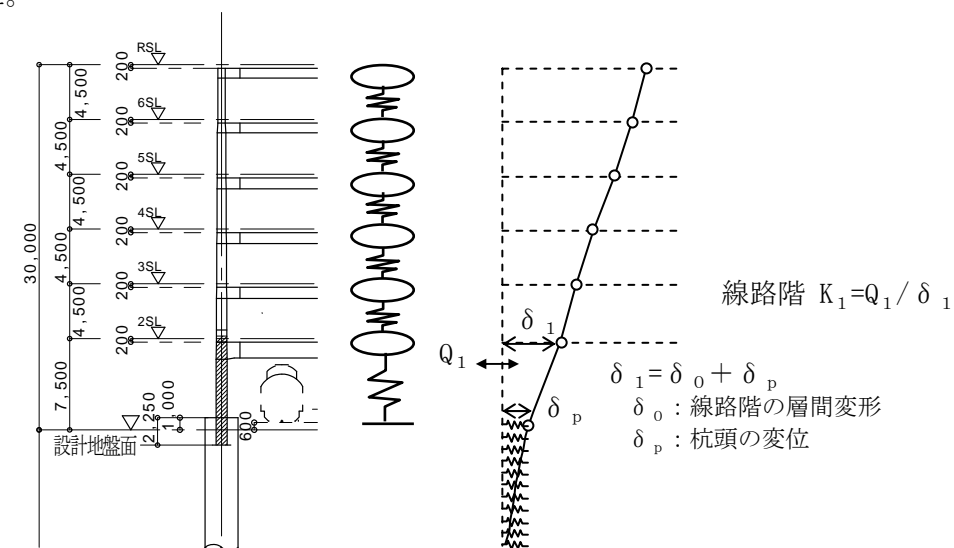 RSL
200
4,500
6SL
200
4,500
5SL
200
4,500
4SL
200
4,500
3SL
200
4,500
2SL
200
30,000
7,500
2,250
1,000
600
設計地盤面
δ1
Q1
δp
線路階 K1=Q1/δ1
δ1=δ0+δp
δ0:線路階の層間変形
δp:杭頭の変位